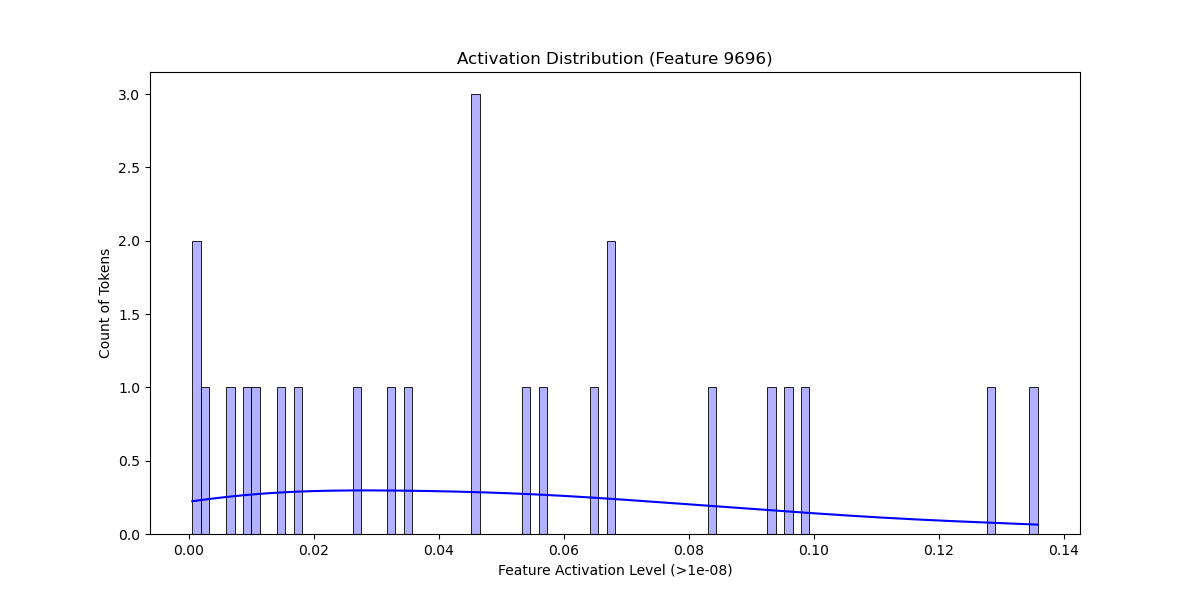 Activation Distribution (Feature 9696)
Count of Tokens
3.0
2.5
2.0
1.5
1.0
0.5
0.0
0.00 0.02 0.04 0.06 0.08 0.10 0.12 0.14
Feature Activation Level (>1e-08)